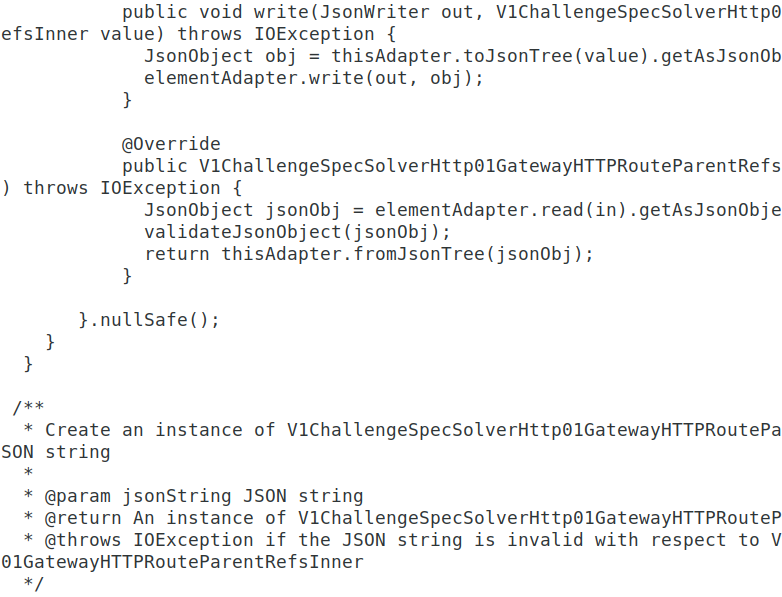 public void write(JsonWriter out, V1ChallengeSpecSolverHttp0
efsInner value) throws IOException {
JsonObject obj = thisAdapter.toJsonTree(value).getAsJsonOb
elementAdapter.write(out, obj);
}
@Override
public V1ChallengeSpecSolverHttp01GatewayHTTPRouteParentRefs
) throws IOException {
JsonObject jsonObj = elementAdapter.read(in).getAsJsonObje
validateJsonObject(jsonObj);
return thisAdapter.fromJsonTree(jsonObj);
}
}.nullSafe();
}
}
/**
* Create an instance of V1ChallengeSpecSolverHttp01GatewayHTTPRoutePa
SON string
*
* @param jsonString JSON string
* @return An instance of V1ChallengeSpecSolverHttp01GatewayHTTPRouteP
* @throws IOException if the JSON string is invalid with respect to V
01GatewayHTTPRouteParentRefsInner
*/